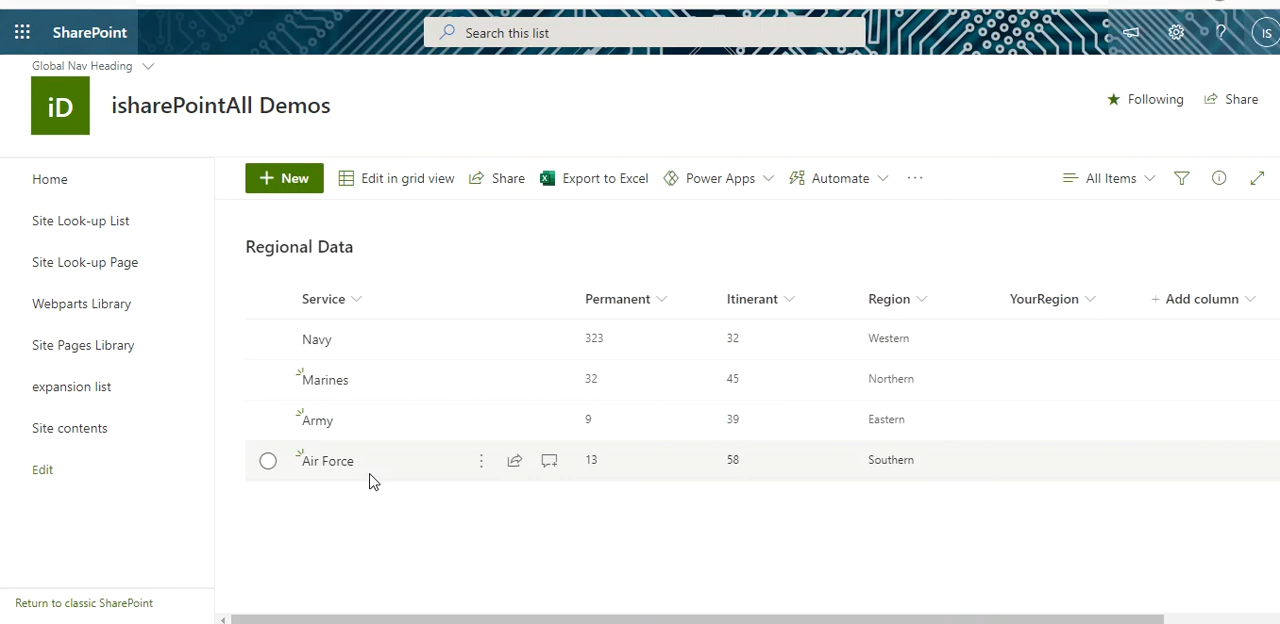 SharePoint
Search this list
IS
Global Nav Heading
iD
isharePointAll Demos
Following
Share
Home
Site Look-up List
Site Look-up Page
Webparts Library
Site Pages Library
expansion list
Site contents
Edit
Return to classic SharePoint
+ New
Edit in grid view
Share
Export to Excel
Power Apps
Automate
...
All Items
Regional Data
Service Permanent Itinerant Region YourRegion + Add column
Navy 323 32 Western
Marines 32 45 Northern
Army 9 39 Eastern
Air Force 13 58 Southern